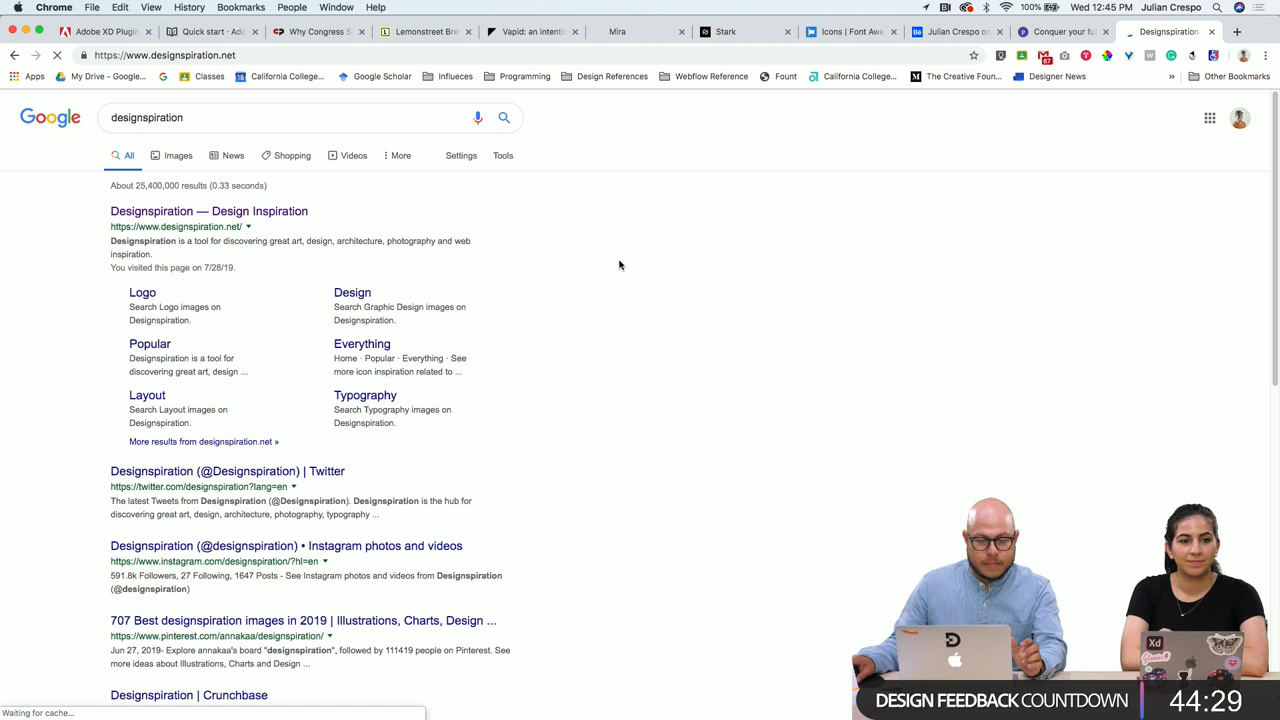 Chrome File Edit View History Bookmarks People Window Help 100% Wed 12:45 PM Julian Crespo
Adobe XD Plugin Quick start - Ado CP Why Congress S L Lemonstreet Bre Vapid: an intentio Mira Stark Icons | Font Awe Bē Julian Crespo on Conquer your fut Designspiration
https://www.designspiration.net 67
Apps My Drive - Google... Classes 18 California College... Google Scholar Influeces Programming Design References Webflow Reference Fount California College... The Creative Foun... Designer News » Other Bookmarks
Google designspiration
All Images News Shopping Videos More Settings Tools
About 25,400,000 results (0.33 seconds)
Designspiration — Design Inspiration
https://www.designspiration.net/
Designspiration is a tool for discovering great art, design, architecture, photography and web
inspiration.
You visited this page on 7/28/19.
Logo Design
Search Logo images on Search Graphic Design images on
Designspiration. Designspiration.
Popular Everything
Designspiration is a tool for Home · Popular · Everything · See
discovering great art, design ... more icon inspiration related to ...
Layout Typography
Search Layout images on Search Typography images on
Designspiration. Designspiration.
More results from designspiration.net »
Designspiration (@Designspiration) | Twitter
https://twitter.com/designspiration?lang=en
The latest Tweets from Designspiration (@Designspiration). Designspiration is the hub for
discovering great art, design, architecture, photography, typography ...
Designspiration (@designspiration) • Instagram photos and videos
https://www.instagram.com/designspiration/?hl=en
591.8k Followers, 27 Following, 1647 Posts - See Instagram photos and videos from Designspiration
(@designspiration)
707 Best designspiration images in 2019 | Illustrations, Charts, Design ...
https://www.pinterest.com/annakaa/designspiration/
Jun 27, 2019- Explore annakaa's board "designspiration", followed by 111419 people on Pinterest. See
more ideas about Illustrations, Charts and Design ...
Designspiration | Crunchbase
Waiting for cache...
Xd
DESIGN FEEDBACK COUNTDOWN 44:29